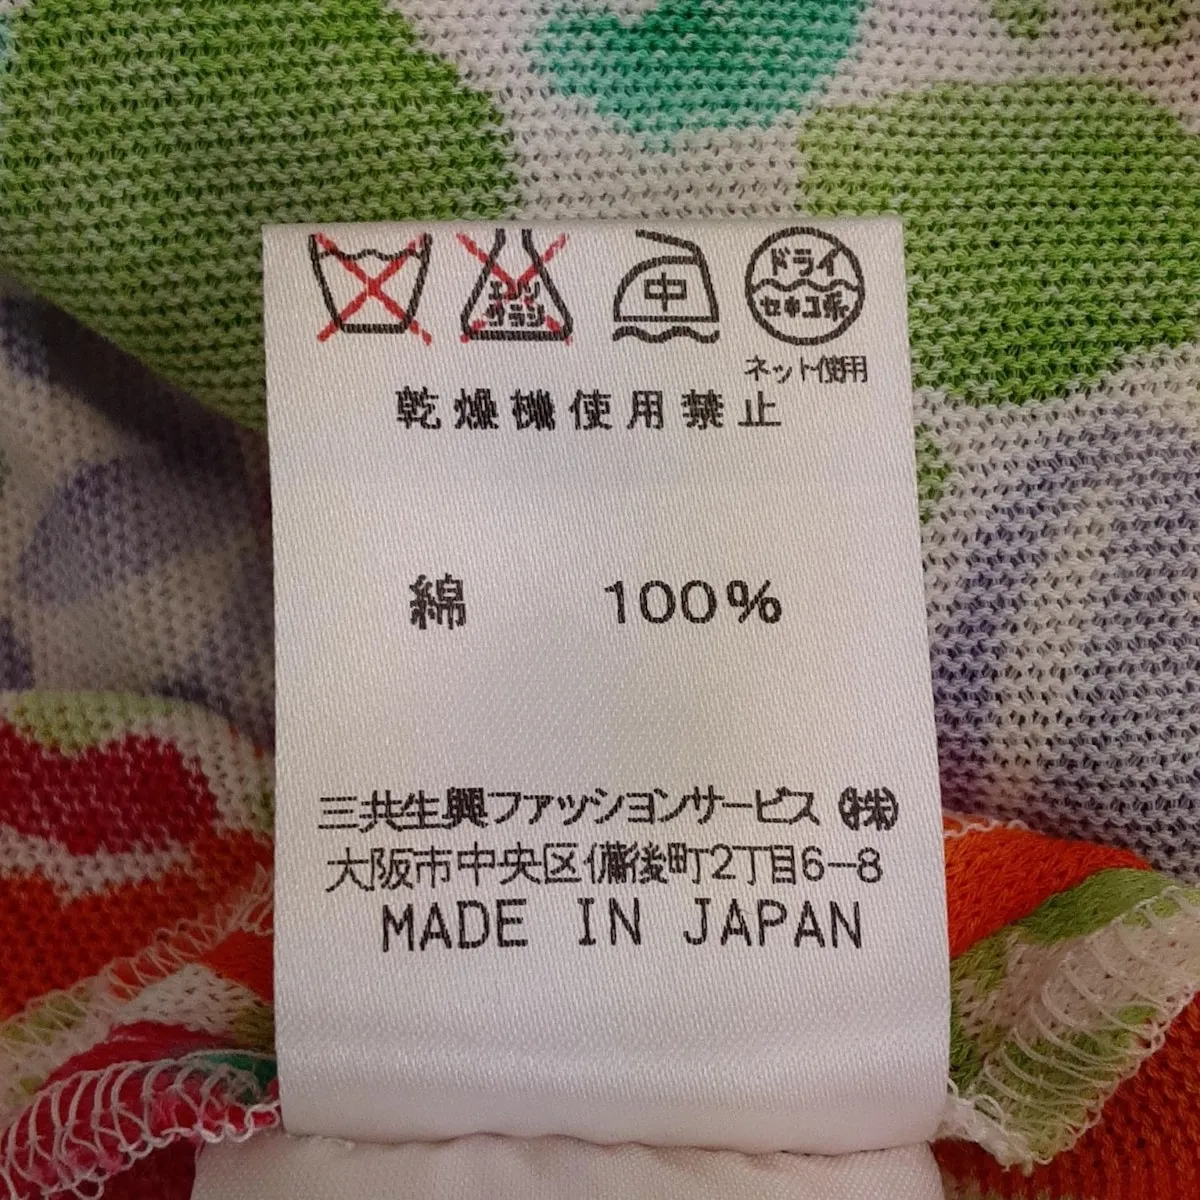 エンソ
サラシ
中
ドライ
セキユ系
ネット使用
乾燥機使用禁止
綿 100%
三共生興ファッションサービス(株)
大阪市中央区備後町2丁目6-8
MADE IN JAPAN